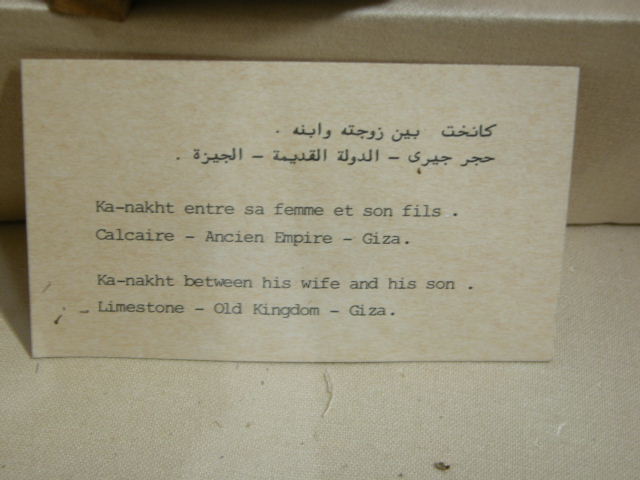 كانخت بين زوجته وابنه .
حجر جيرى – الدولة القديمة – الجيزة .
Ka-nakht entre sa femme et son fils .
Calcaire - Ancien Empire - Giza.
Ka-nakht between his wife and his son .
Limestone - Old Kingdom - Giza.